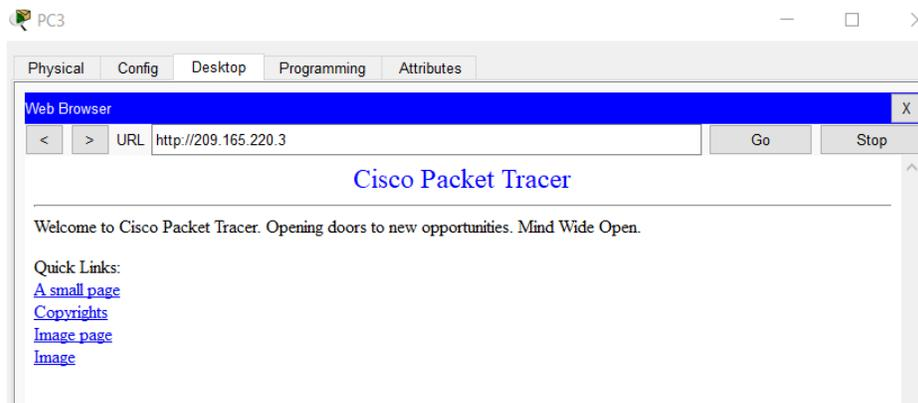 PC3
Physical Config Desktop Programming Attributes
Web Browser X
< > URL http://209.165.220.3 Go Stop
Cisco Packet Tracer
Welcome to Cisco Packet Tracer. Opening doors to new opportunities. Mind Wide Open.
Quick Links:
A small page
Copyrights
Image page
Image